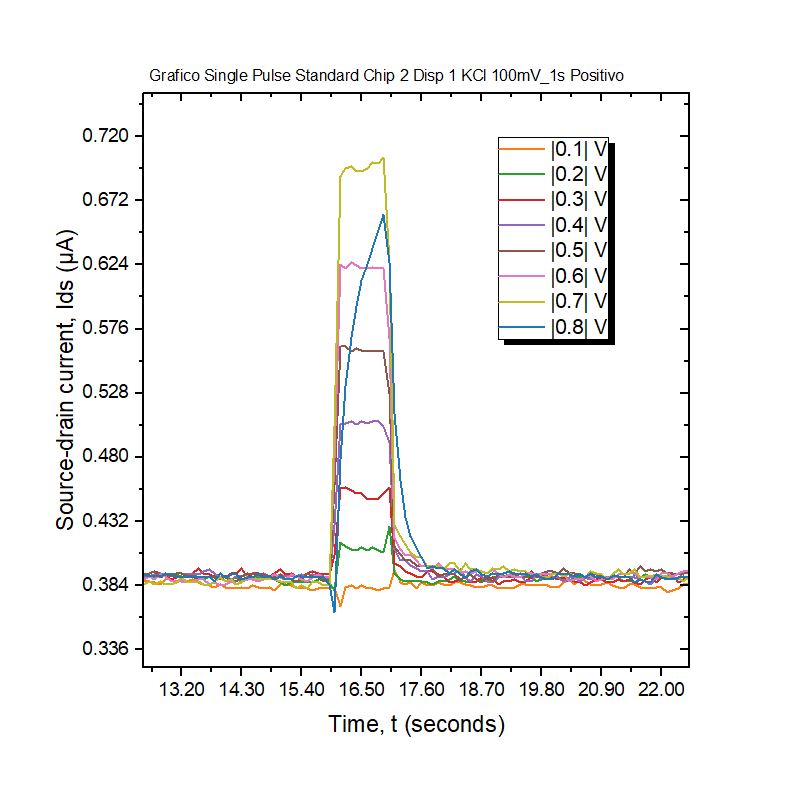 Grafico Single Pulse Standard Chip 2 Disp 1 KCl 100mV_1s Positivo
0.720
0.672
0.624
0.576
0.528
0.480
0.432
0.384
0.336
Source-drain current, Ids (µA)
|0.1| V
|0.2| V
|0.3| V
|0.4| V
|0.5| V
|0.6| V
|0.7| V
|0.8| V
13.20 14.30 15.40 16.50 17.60 18.70 19.80 20.90 22.00
Time, t (seconds)